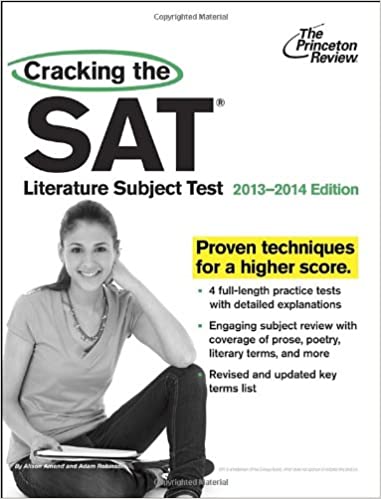 Copyrighted Material
The
Princeton
Review®
Cracking the
SAT®
Literature Subject Test 2013–2014 Edition
Proven techniques
for a higher score.
• 4 full-length practice tests
with detailed explanations
• Engaging subject review with
coverage of prose, poetry,
literary terms, and more
• Revised and updated key
terms list
By Allison Amend and Adam Robinson
Copyrighted Material